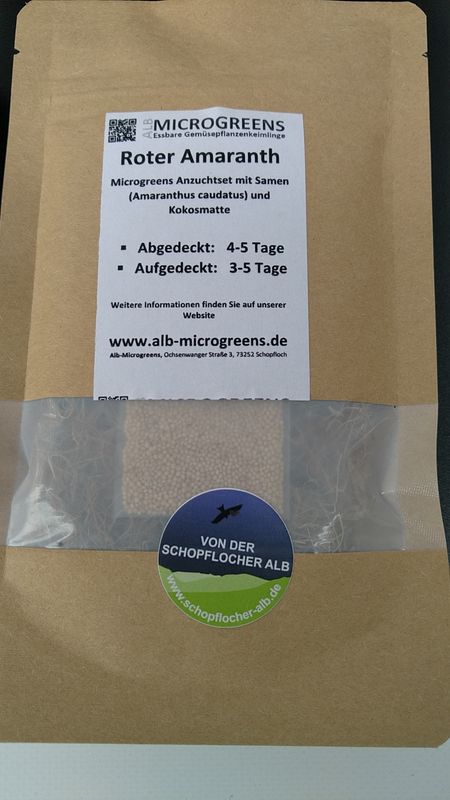 ALB MICROGREENS
Essbare Gemüsepflanzenkeimlinge
Roter Amaranth
Microgreens Anzuchtset mit Samen
(Amaranthus caudatus) und
Kokosmatte
▪ Abgedeckt: 4-5 Tage
▪ Aufgedeckt: 3-5 Tage
Weitere Informationen finden Sie auf unserer
Website
www.alb-microgreens.de
Alb-Microgreens, Ochsenwanger Straße 3, 73252 Schopfloch
VON DER
SCHOPFLOCHER ALB
www.schopflocher-alb.de